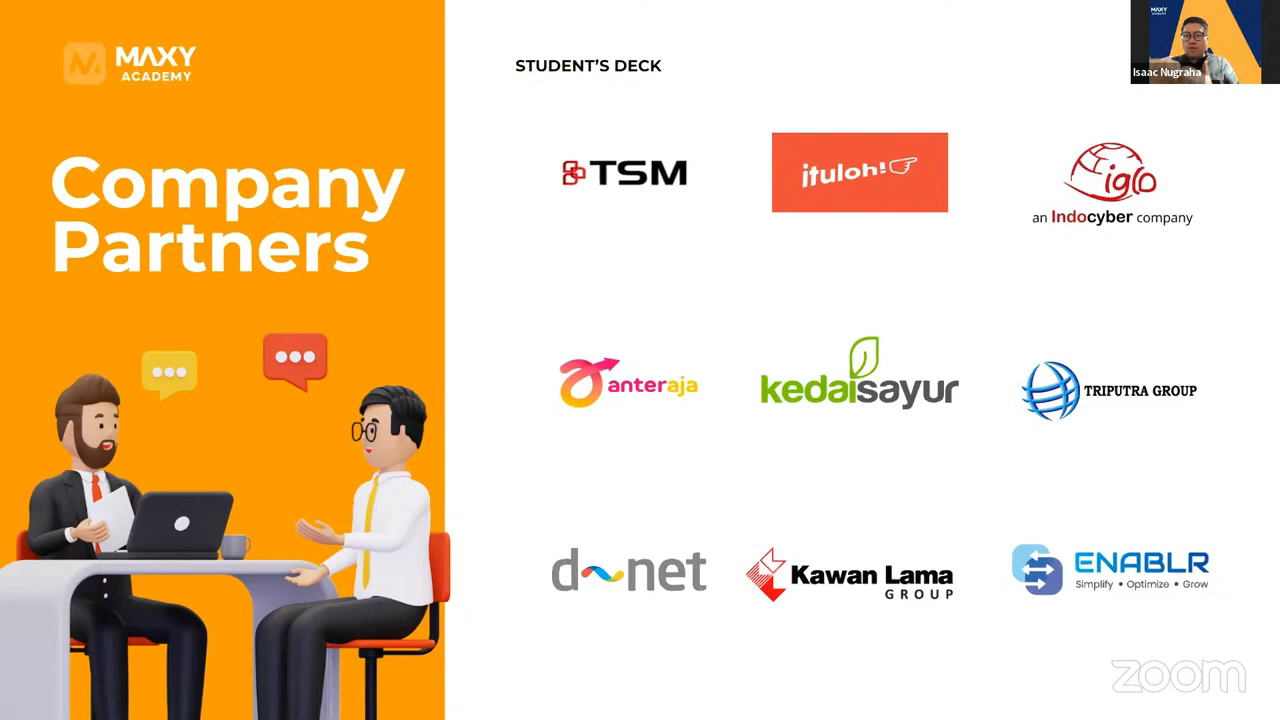 MAXY
ACADEMY
STUDENT'S DECK
MAXY
ACADEMY
Isaac Nugraha
Company
Partners
TSM
ituloh!
iglo
an Indocyber company
anteraja
kedaisayur
TRIPUTRA GROUP
d~net
Kawan Lama
GROUP
ENABLR
Simplify • Optimize • Grow
zoom